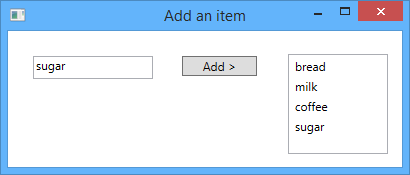 Add an item
sugar
Add >
bread
milk
coffee
sugar